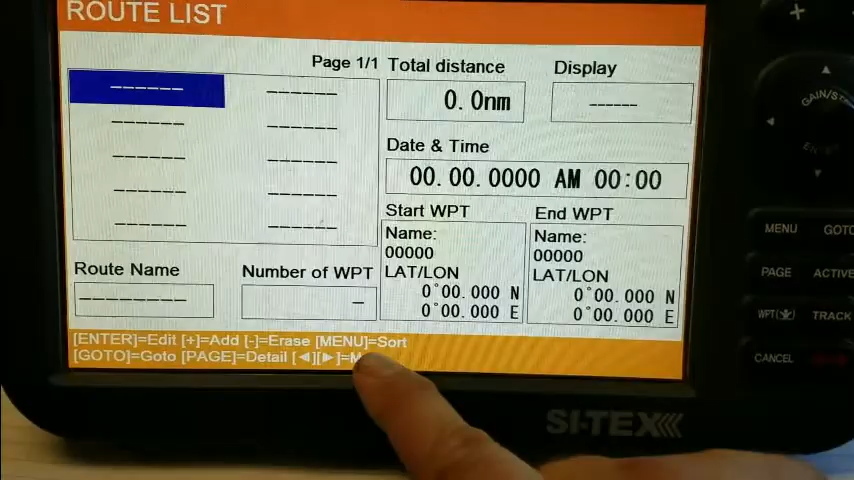 ROUTE LIST
Page 1/1
Total distance
Display
------ ------
0.0nm
------
------ ------
Date & Time
------ ------
00.00.0000 AM 00:00
------ ------
Start WPT
End WPT
------ ------
Name:
00000
LAT/LON
0°00.000 N
0°00.000 E
Name:
00000
LAT/LON
0°00.000 N
0°00.000 E
Route Name
Number of WPT
--------
-
[ENTER]=Edit [+]=Add [-]=Erase [MENU]=Sort
[GOTO]=Goto [PAGE]=Detail [◄][►]=M
SI-TEX
+
GAIN/
MENU
GOTO
PAGE
ACTIVE
WPT/
TRACK
CANCEL